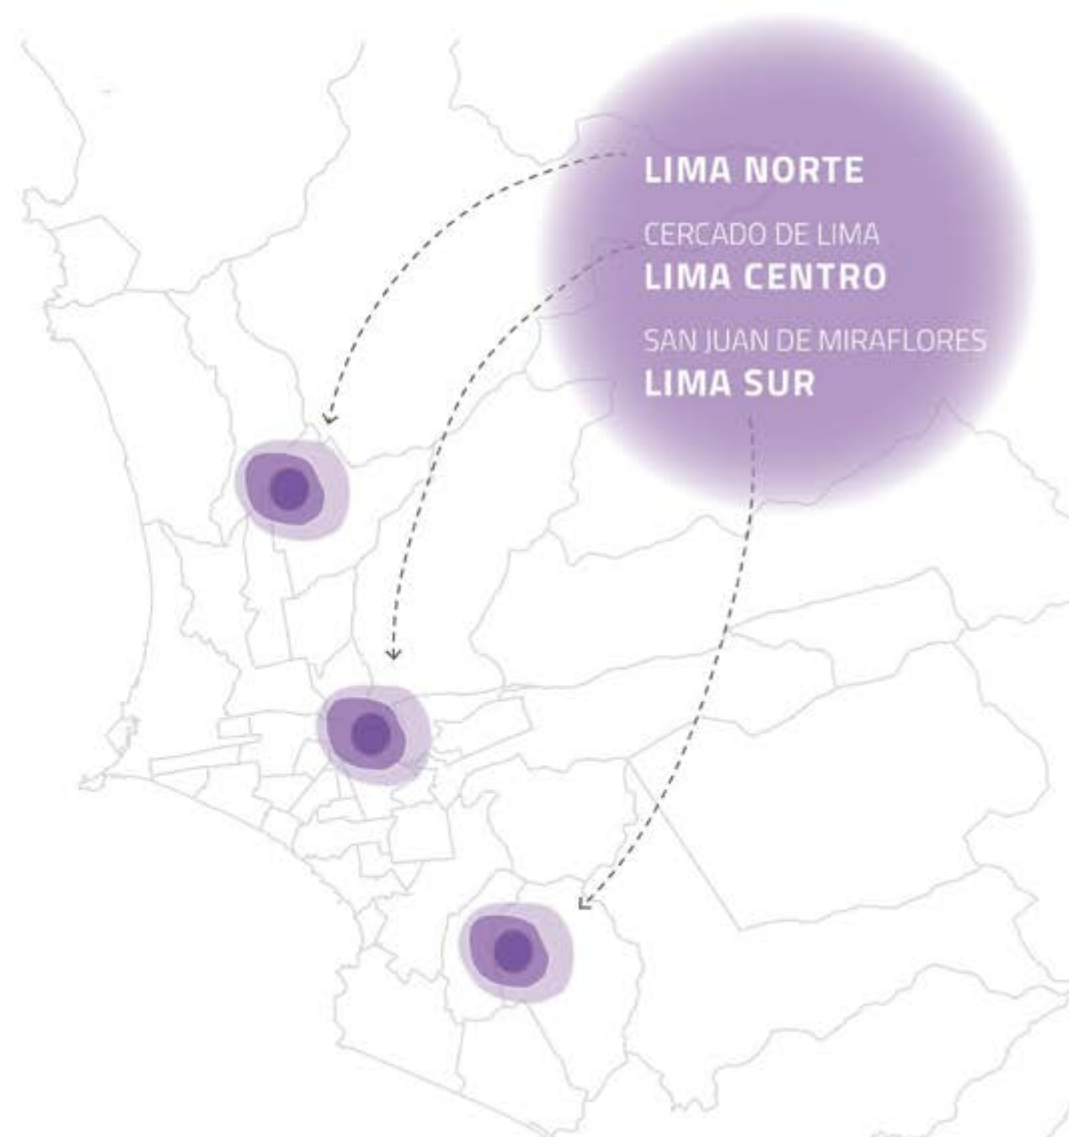 LIMA NORTE
CERCADO DE LIMA
LIMA CENTRO
SAN JUAN DE MIRAFLORES
LIMA SUR